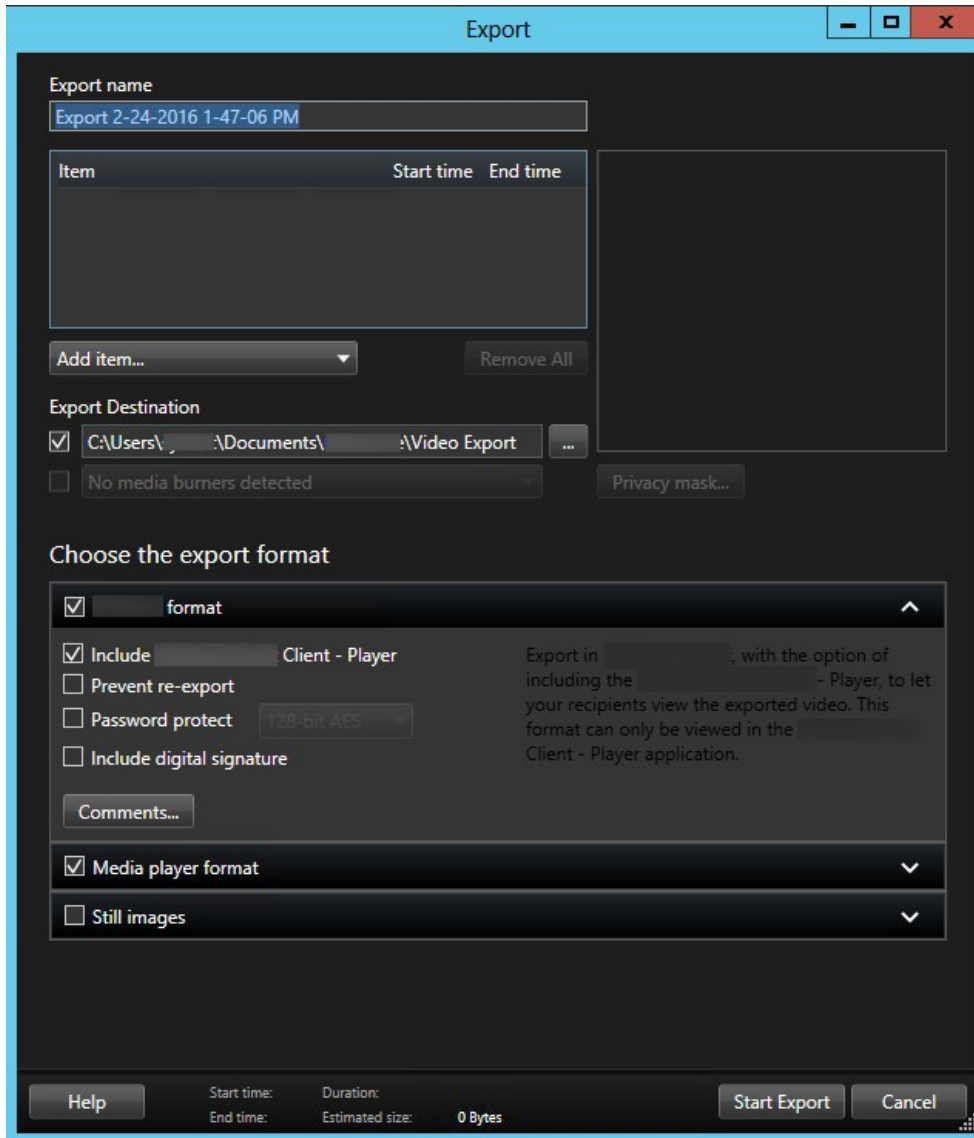 Export
Export name
Export 2-24-2016 1-47-06 PM
Item Start time End time
Add item... Remove All
Export Destination
C:\Users\ \Documents\ \Video Export ...
No media burners detected Privacy mask...
Choose the export format
format
Include Client - Player
Prevent re-export
Password protect 128-bit AES
Include digital signature
Export in , with the option of
including the - Player, to let
your recipients view the exported video. This
format can only be viewed in the
Client - Player application.
Comments...
Media player format
Still images
Help
Start time: Duration:
End time: Estimated size: 0 Bytes
Start Export Cancel